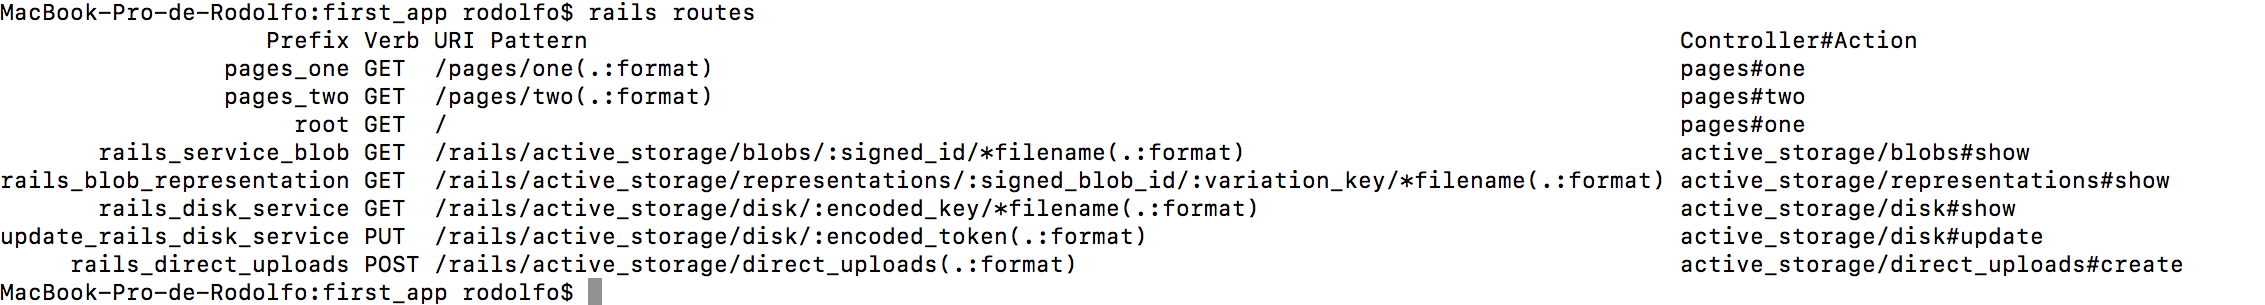 MacBook-Pro-de-Rodolfo:first_app rodolfo$ rails routes
Prefix Verb URI Pattern Controller#Action
pages_one GET /pages/one(.:format) pages#one
pages_two GET /pages/two(.:format) pages#two
root GET / pages#one
rails_service_blob GET /rails/active_storage/blobs/:signed_id/*filename(.:format) active_storage/blobs#show
rails_blob_representation GET /rails/active_storage/representations/:signed_blob_id/:variation_key/*filename(.:format) active_storage/representations#show
rails_disk_service GET /rails/active_storage/disk/:encoded_key/*filename(.:format) active_storage/disk#show
update_rails_disk_service PUT /rails/active_storage/disk/:encoded_token(.:format) active_storage/disk#update
rails_direct_uploads POST /rails/active_storage/direct_uploads(.:format) active_storage/direct_uploads#create
MacBook-Pro-de-Rodolfo:first_app rodolfo$